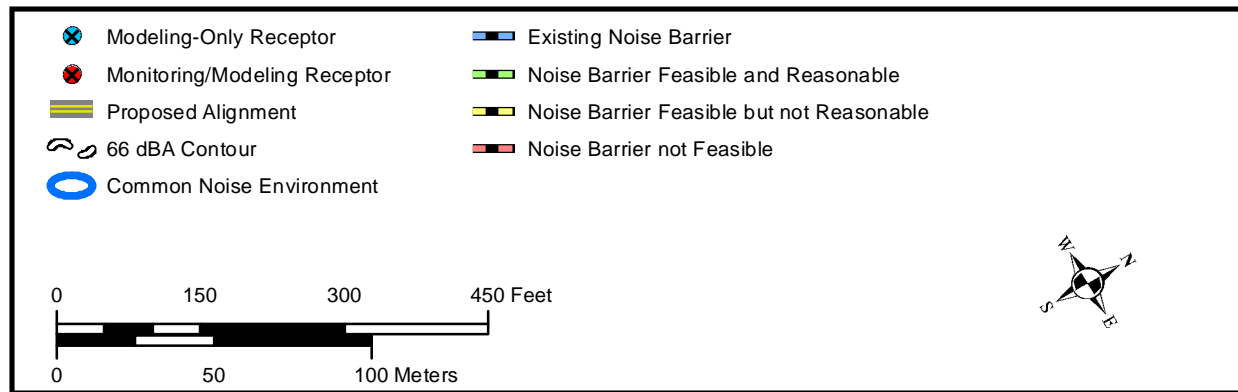 Modeling-Only Receptor
Monitoring/Modeling Receptor
Proposed Alignment
66 dBA Contour
Common Noise Environment
Existing Noise Barrier
Noise Barrier Feasible and Reasonable
Noise Barrier Feasible but not Reasonable
Noise Barrier not Feasible
W
N
S
E
0 150 300 450 Feet
0 50 100 Meters